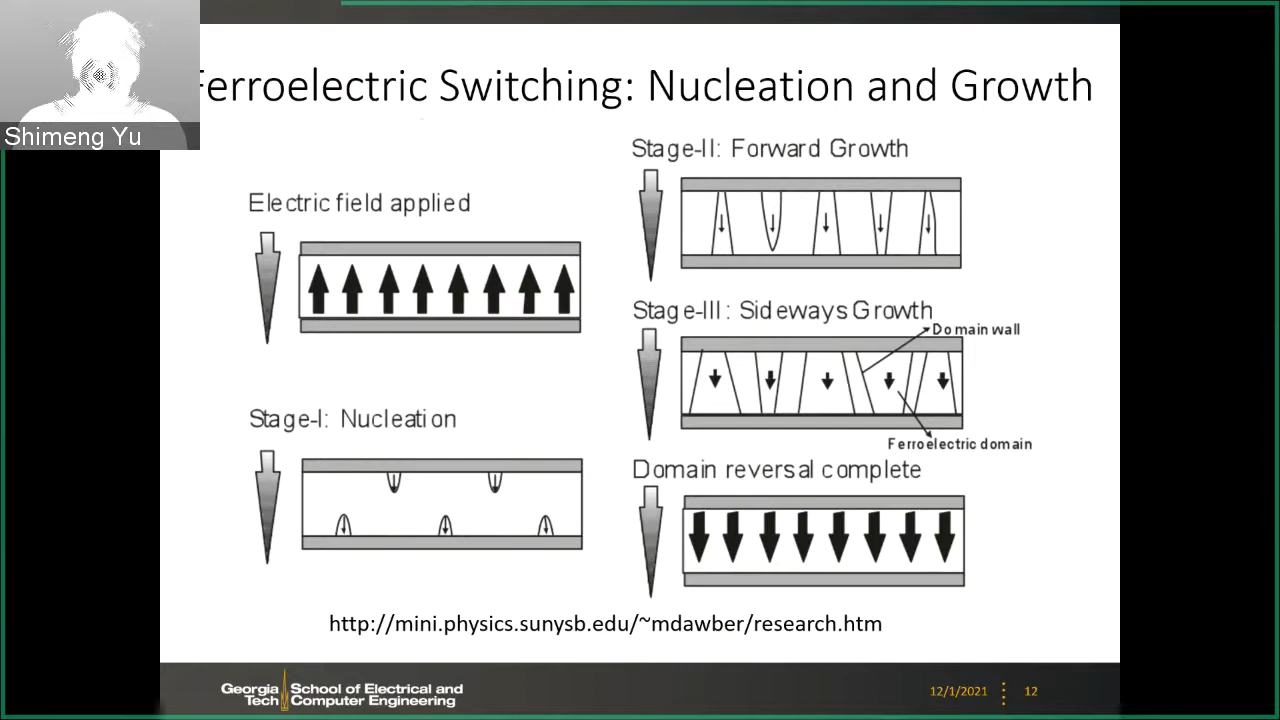 Shimeng Yu
Ferroelectric Switching: Nucleation and Growth
Electric field applied
Stage-I: Nucleation
Stage-II: Forward Growth
Stage-III: Sideways Growth
Domain wall
Ferroelectric domain
Domain reversal complete
http://mini.physics.sunysb.edu/~mdawber/research.htm
Georgia Tech
School of Electrical and
Computer Engineering
12/1/2021
12